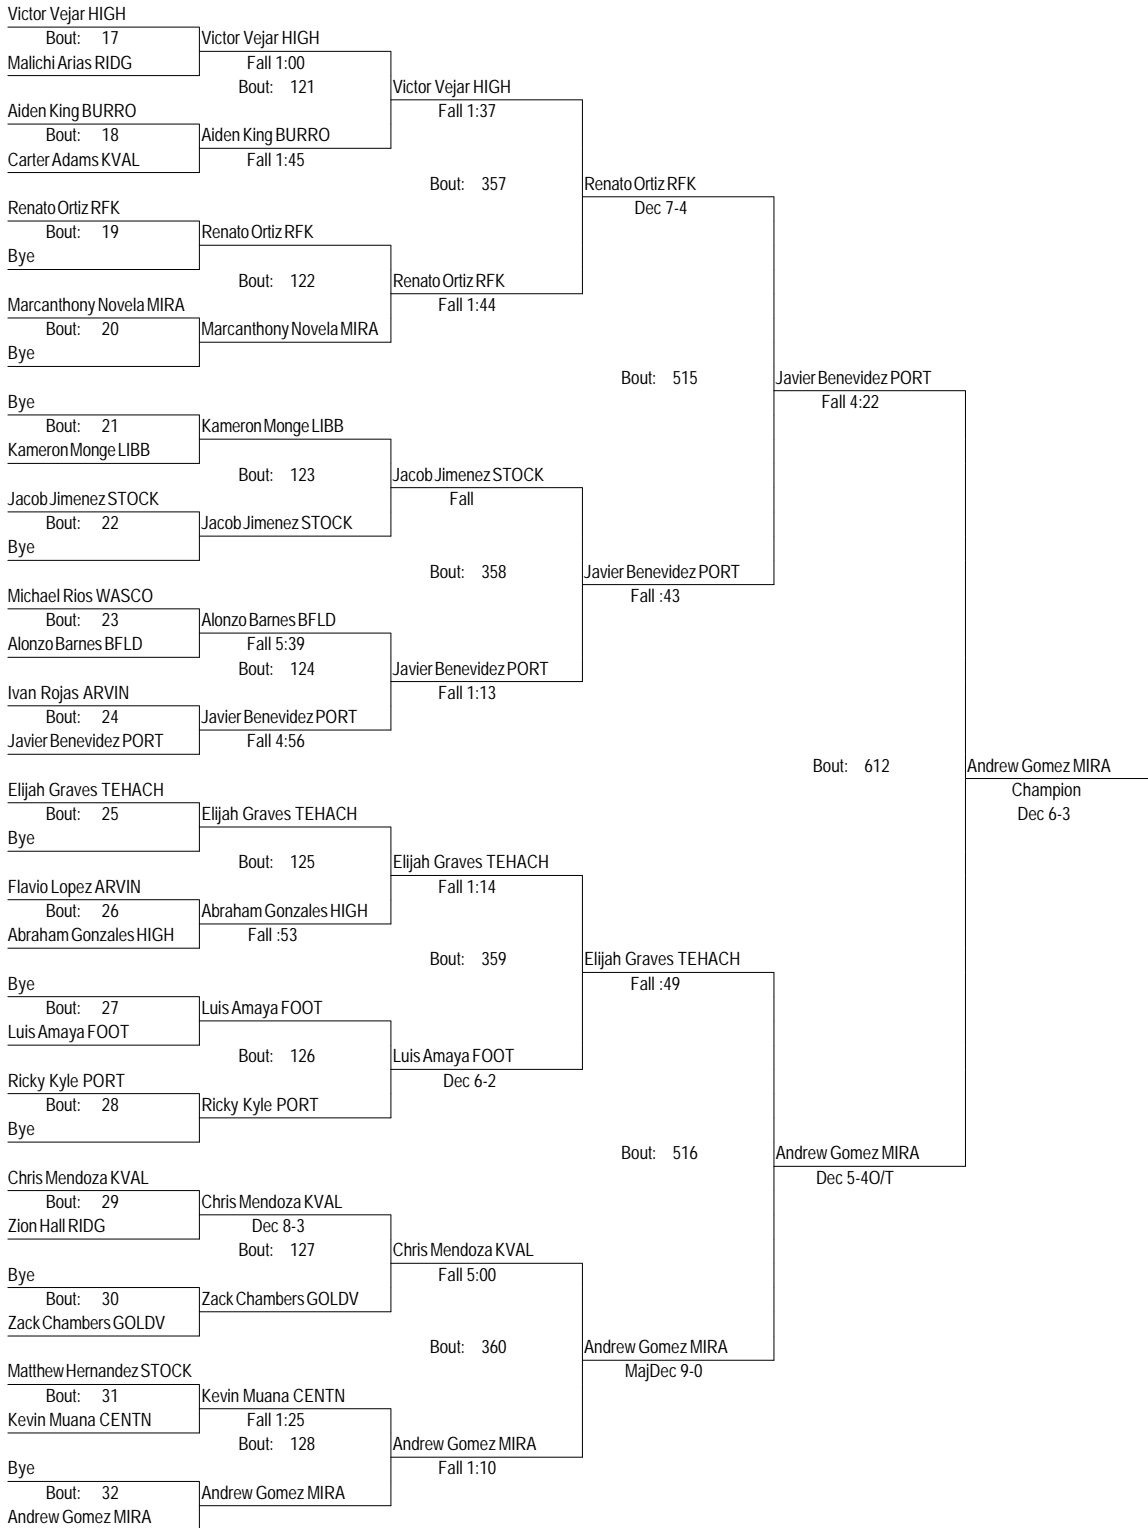 Victor Vejar HIGH
Bout: 17
Malichi Arias RIDG
Victor Vejar HIGH
Fall 1:00
Bout: 121
Aiden King BURRO
Bout: 18
Carter Adams KVAL
Aiden King BURRO
Fall 1:45
Victor Vejar HIGH
Fall 1:37
Bout: 357
Renato Ortiz RFK
Bout: 19
Bye
Renato Ortiz RFK
Bout: 122
Marcanthony Novela MIRA
Bout: 20
Bye
Marcanthony Novela MIRA
Renato Ortiz RFK
Fall 1:44
Renato Ortiz RFK
Dec 7-4
Bout: 515
Bye
Bout: 21
Kameron Monge LIBB
Kameron Monge LIBB
Bout: 123
Jacob Jimenez STOCK
Bout: 22
Bye
Jacob Jimenez STOCK
Jacob Jimenez STOCK
Fall
Bout: 358
Michael Rios WASCO
Bout: 23
Alonzo Barnes BFLD
Alonzo Barnes BFLD
Fall 5:39
Bout: 124
Ivan Rojas ARVIN
Bout: 24
Javier Benevidez PORT
Javier Benevidez PORT
Fall 4:56
Javier Benevidez PORT
Fall 1:13
Javier Benevidez PORT
Fall :43
Javier Benevidez PORT
Fall 4:22
Bout: 612
Andrew Gomez MIRA
Champion
Dec 6-3
Elijah Graves TEHACH
Bout: 25
Bye
Elijah Graves TEHACH
Bout: 125
Flavio Lopez ARVIN
Bout: 26
Abraham Gonzales HIGH
Abraham Gonzales HIGH
Fall :53
Elijah Graves TEHACH
Fall 1:14
Bout: 359
Bye
Bout: 27
Luis Amaya FOOT
Luis Amaya FOOT
Bout: 126
Ricky Kyle PORT
Bout: 28
Bye
Ricky Kyle PORT
Luis Amaya FOOT
Dec 6-2
Elijah Graves TEHACH
Fall :49
Bout: 516
Andrew Gomez MIRA
Dec 5-4O/T
Chris Mendoza KVAL
Bout: 29
Zion Hall RIDG
Chris Mendoza KVAL
Dec 8-3
Bout: 127
Bye
Bout: 30
Zack Chambers GOLDV
Zack Chambers GOLDV
Chris Mendoza KVAL
Fall 5:00
Bout: 360
Andrew Gomez MIRA
MajDec 9-0
Matthew Hernandez STOCK
Bout: 31
Kevin Muana CENTN
Kevin Muana CENTN
Fall 1:25
Bout: 128
Bye
Bout: 32
Andrew Gomez MIRA
Andrew Gomez MIRA
Andrew Gomez MIRA
Fall 1:10